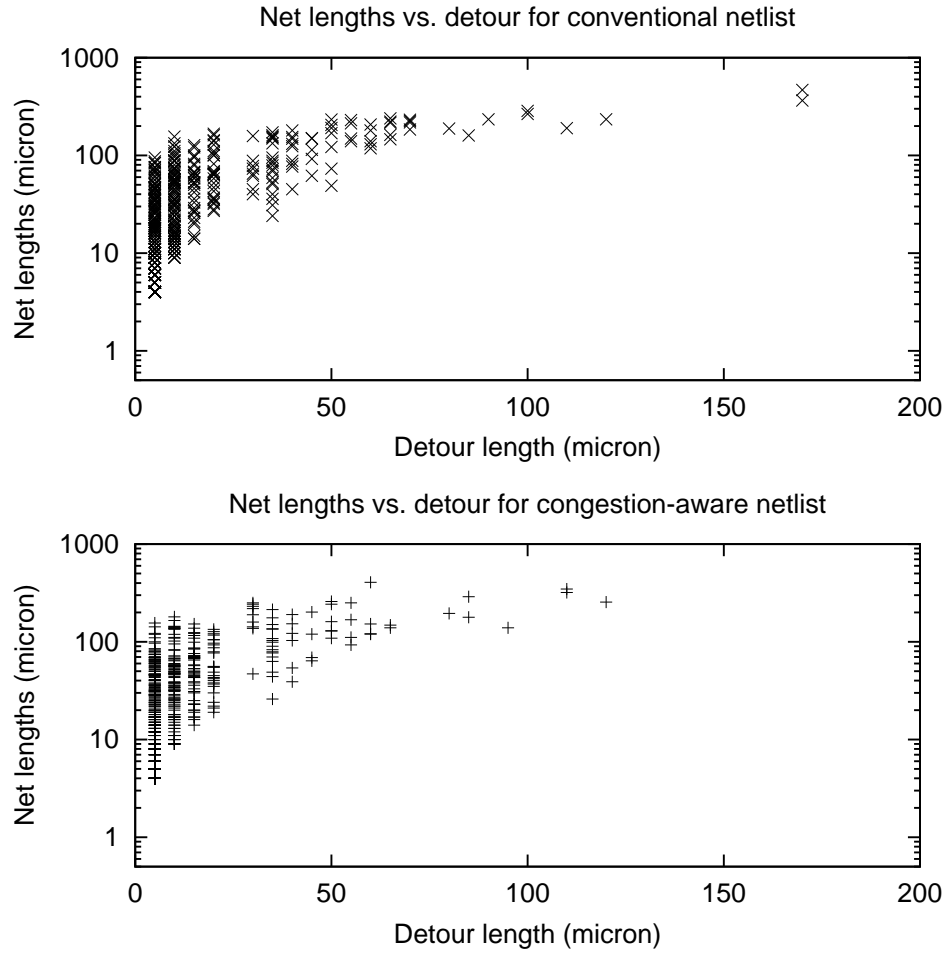 Net lengths vs. detour for conventional netlist
1000
100
10
1
Net lengths (micron)
0 50 100 150 200
Detour length (micron)
Net lengths vs. detour for congestion-aware netlist
1000
100
10
1
Net lengths (micron)
0 50 100 150 200
Detour length (micron)